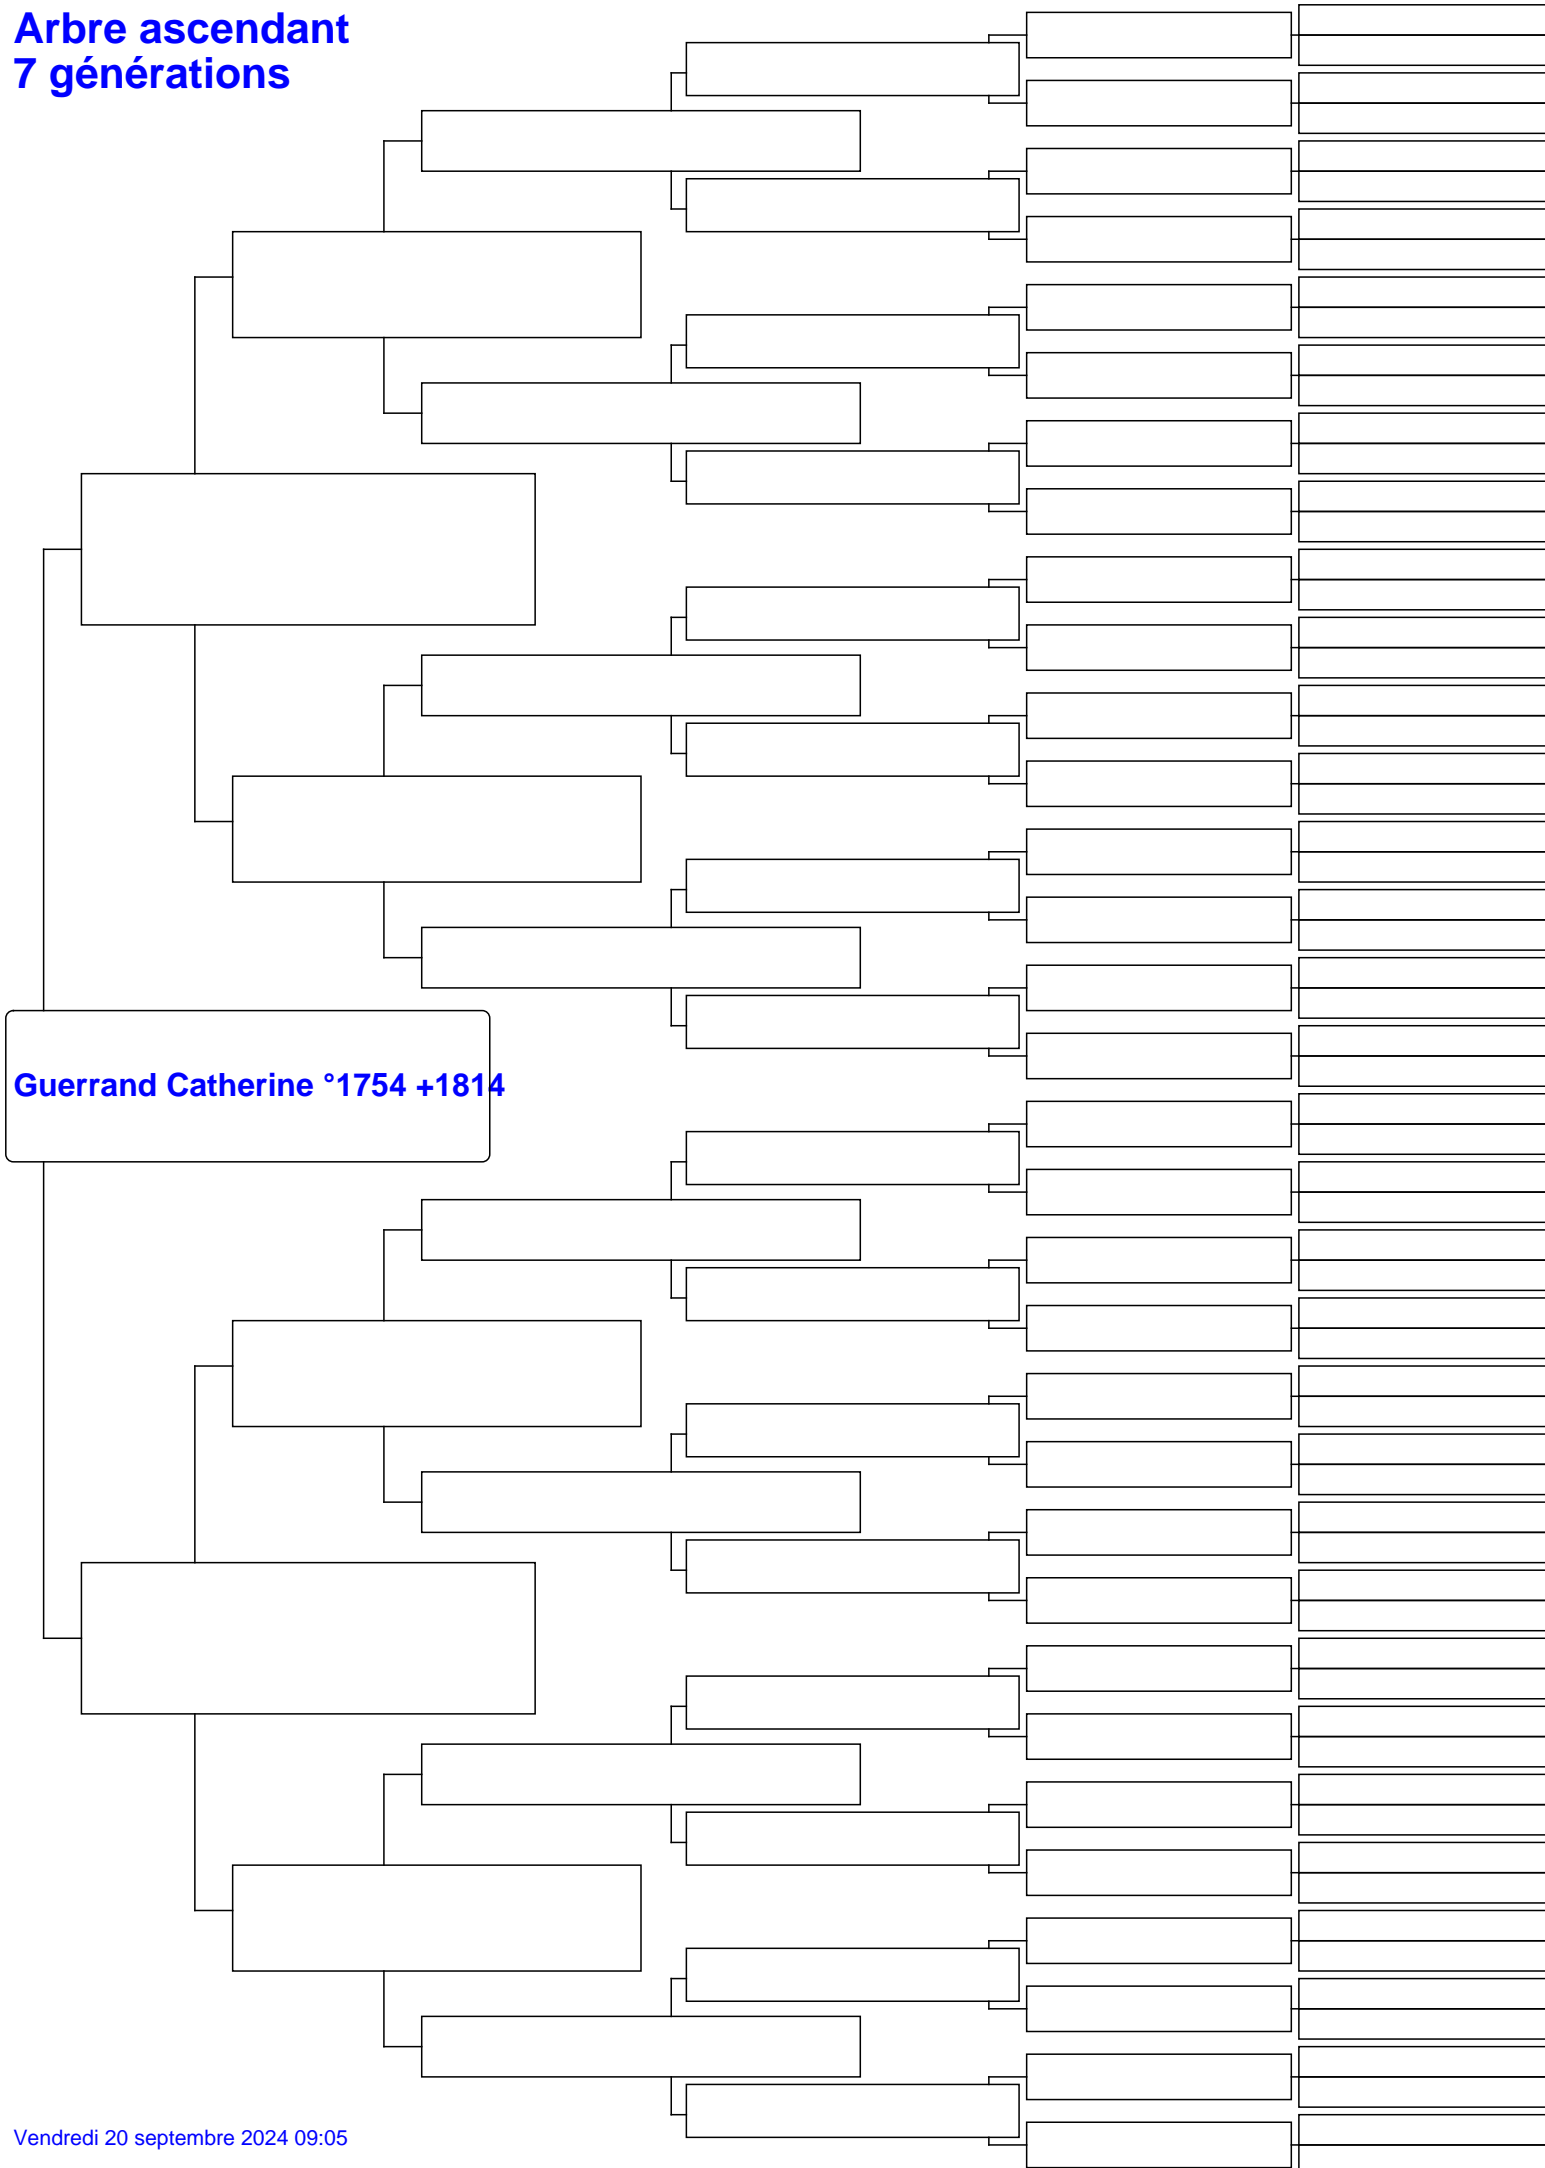 Arbre ascendant
7 générations
Guerrand Catherine °1754 +1814
Vendredi 20 septembre 2024 09:05